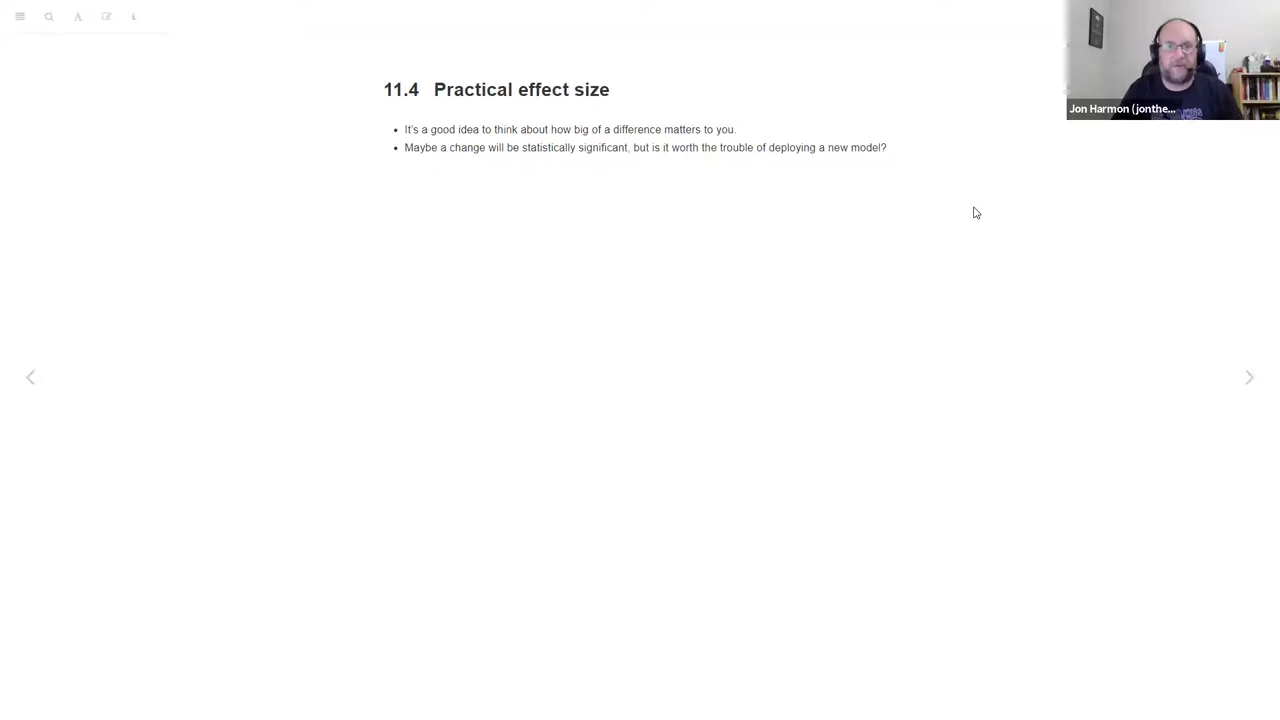 11.4 Practical effect size
• It's a good idea to think about how big of a difference matters to you.
• Maybe a change will be statistically significant, but is it worth the trouble of deploying a new model?
Jon Harmon (jonthe...